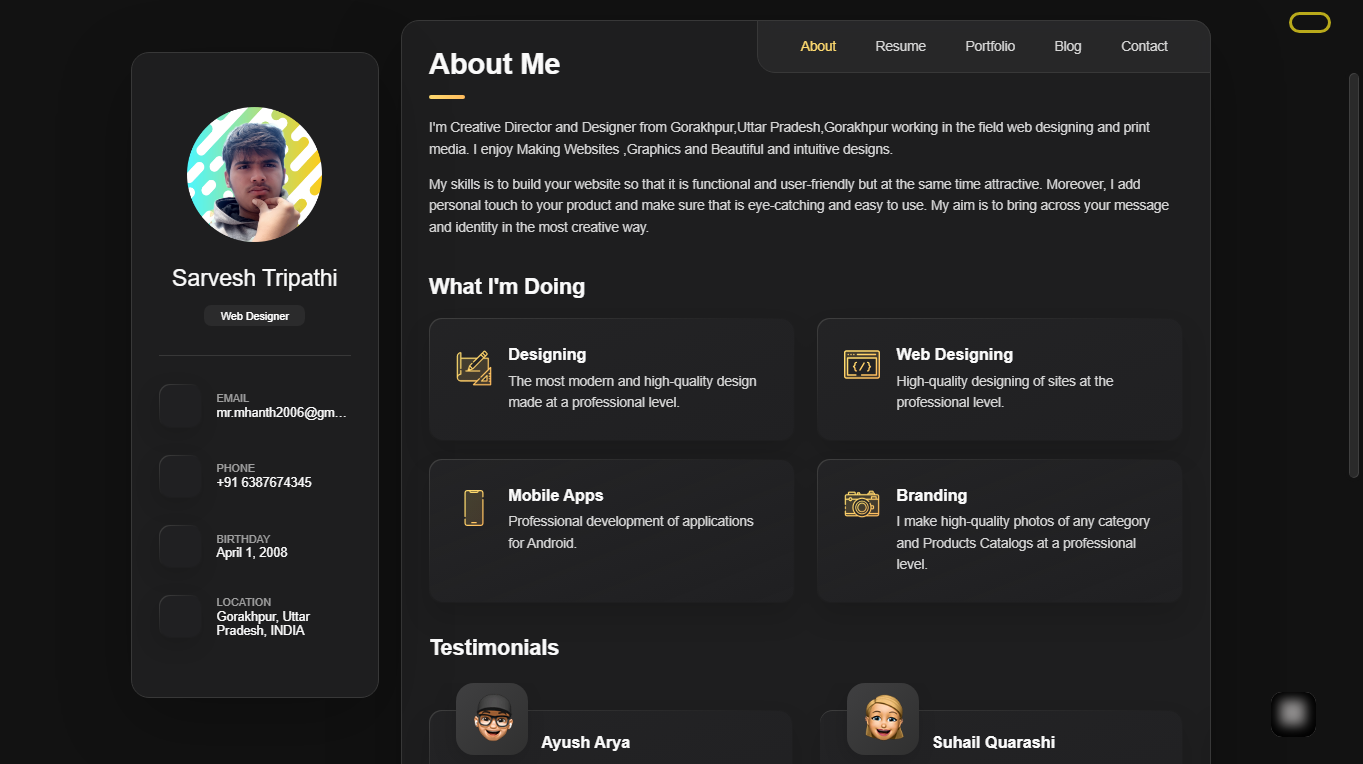 About
Resume
Portfolio
Blog
Contact
Sarvesh Tripathi
Web Designer
EMAIL
mr.mhanth2006@gm...
PHONE
+91 6387674345
BIRTHDAY
April 1, 2008
LOCATION
Gorakhpur, Uttar
Pradesh, INDIA
About Me
I'm Creative Director and Designer from Gorakhpur,Uttar Pradesh,Gorakhpur working in the field web designing and print
media. I enjoy Making Websites ,Graphics and Beautiful and intuitive designs.
My skills is to build your website so that it is functional and user-friendly but at the same time attractive. Moreover, I add
personal touch to your product and make sure that is eye-catching and easy to use. My aim is to bring across your message
and identity in the most creative way.
What I'm Doing
Designing
The most modern and high-quality design
made at a professional level.
Web Designing
High-quality designing of sites at the
professional level.
Mobile Apps
Professional development of applications
for Android.
Branding
I make high-quality photos of any category
and Products Catalogs at a professional
level.
Testimonials
Ayush Arya
Suhail Quarashi